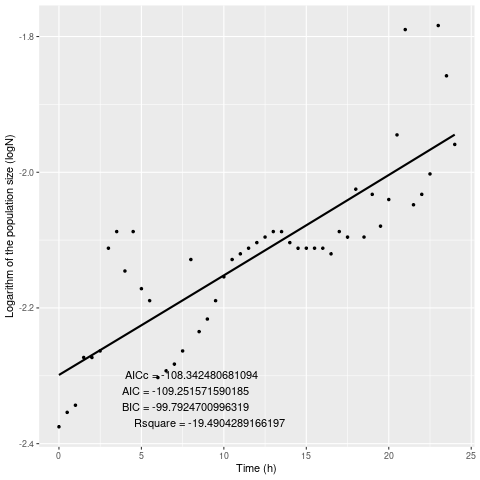 -1.8
-2.0
-2.2
-2.4
Logarithm of the population size (logN)
AICc = -108.342480681094
AIC = -109.251571590185
BIC = -99.7924700996319
Rsquare = -19.4904289166197
0 5 10 15 20 25
Time (h)